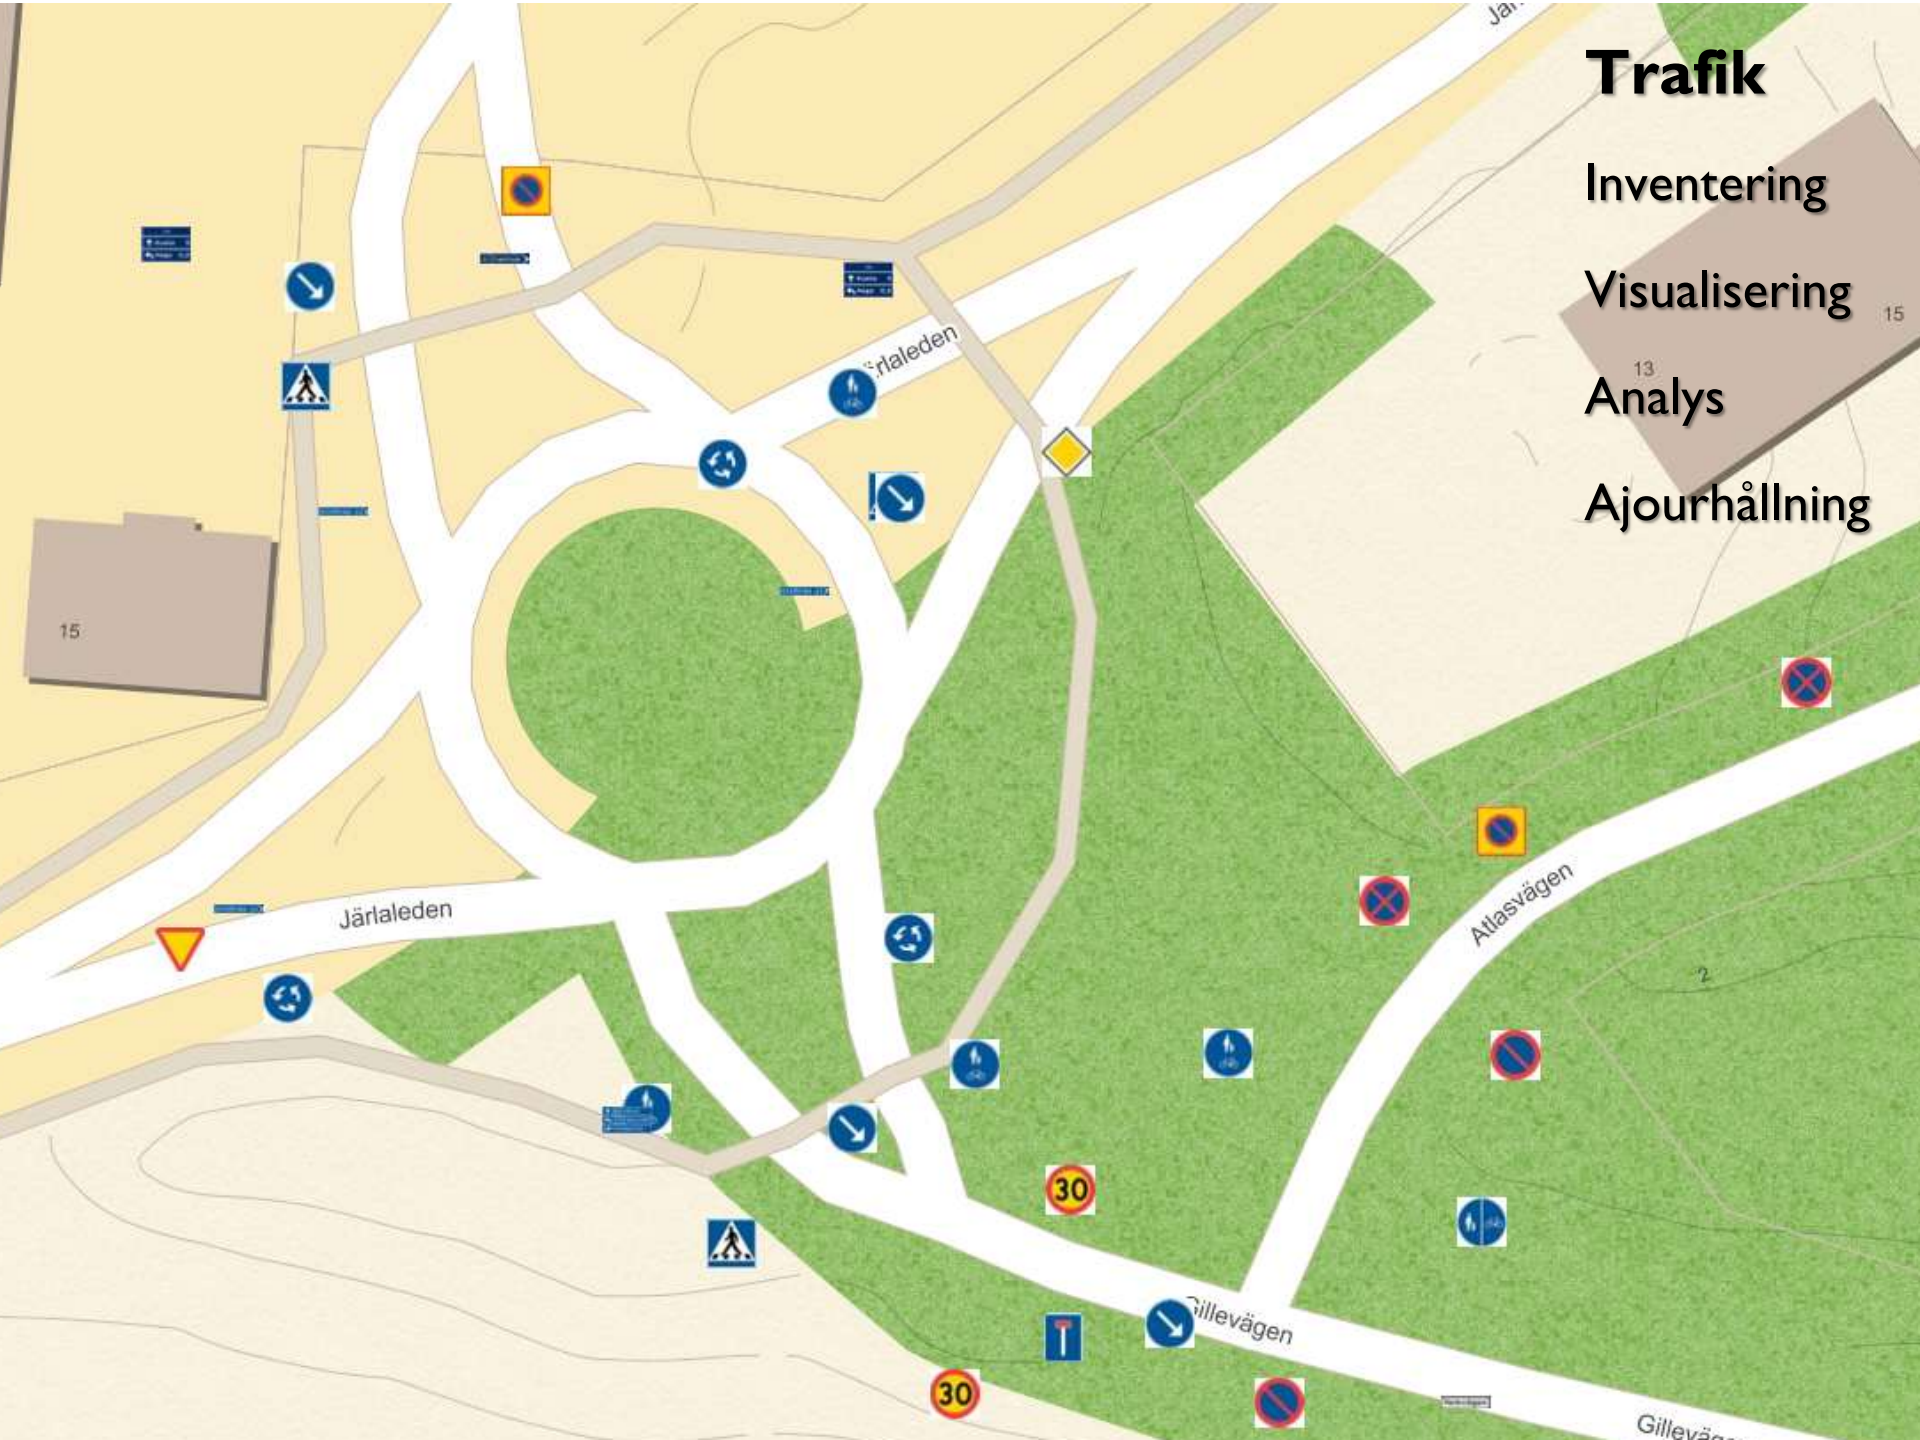 Trafik
Inventering
Visualisering
15
13
Analys
Ajourhållning
15
Järlaleden
Atlasvägen
2
30
Gillevägen
30